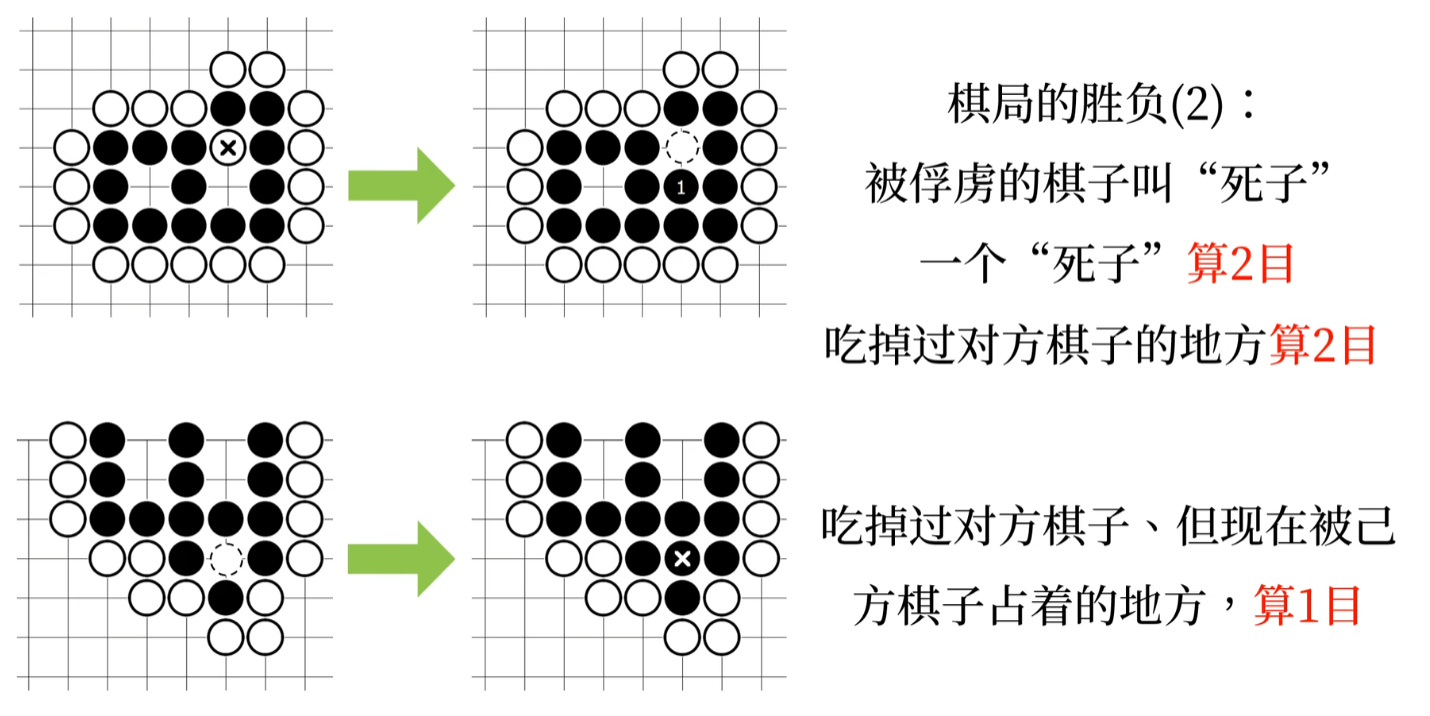 棋局的胜负(2)：
被俘虏的棋子叫“死子”
一个“死子”算2目
吃掉过对方棋子的地方算2目
1
吃掉过对方棋子、但现在被己
方棋子占着的地方，算1目